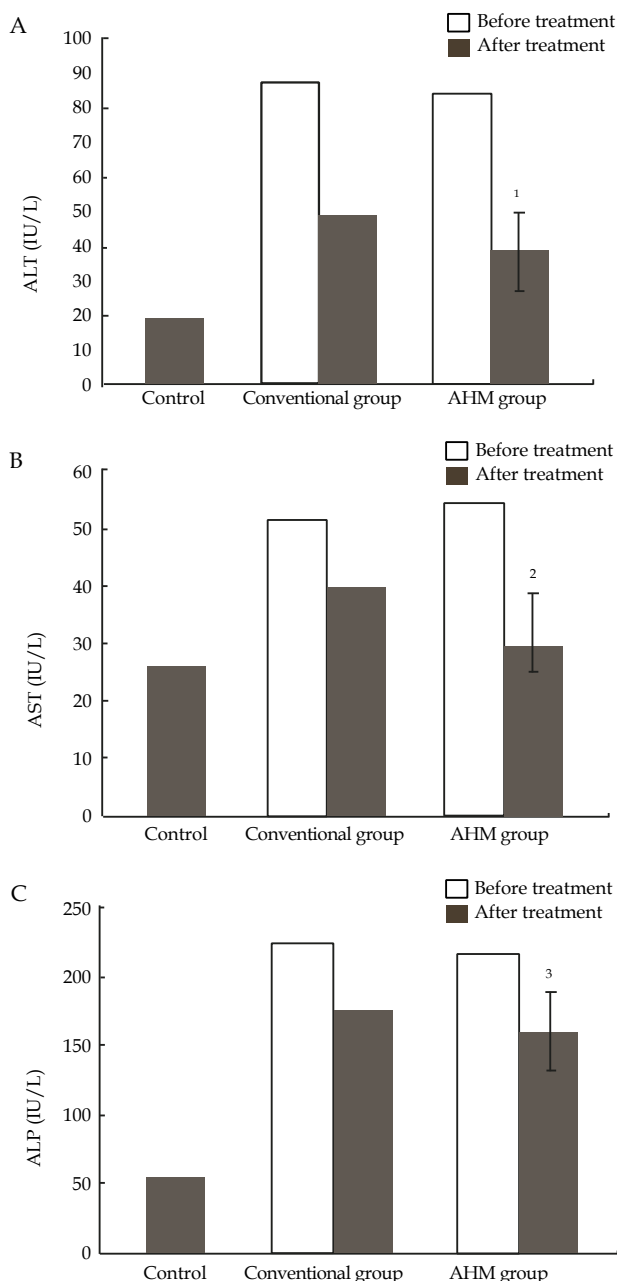 A
Before treatment
After treatment
100
90
80
70
60
50
40
30
20
10
0
ALT (IU/L)
1
Control
Conventional group
AHM group
B
Before treatment
After treatment
60
50
40
30
20
10
0
AST (IU/L)
2
Control
Conventional group
AHM group
C
Before treatment
After treatment
250
200
150
100
50
0
ALP (IU/L)
3
Control
Conventional group
AHM group